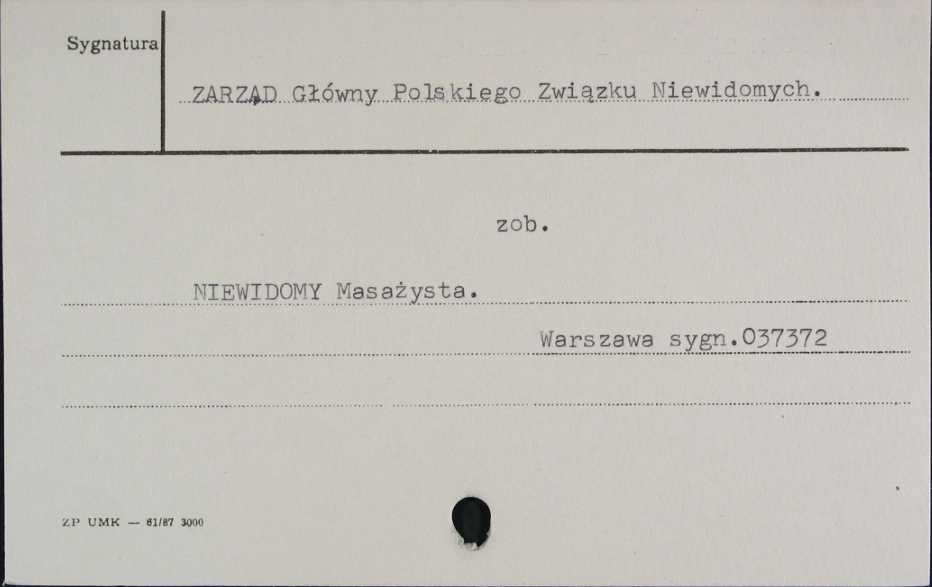 Sygnatura
ZARZĄD Główny Polskiego Związku Niewidomych.
zob.
NIEWIDOMY Masażysta.
Warszawa sygn.037372
ZP UMK — 61/87 3000